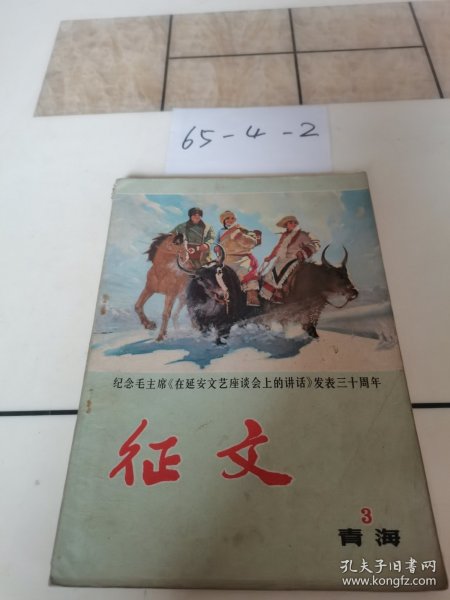 65-4-2
纪念毛主席《在延安文艺座谈会上的讲话》发表三十周年
征文
3
青海
孔夫子旧书网
www.kongfz.com